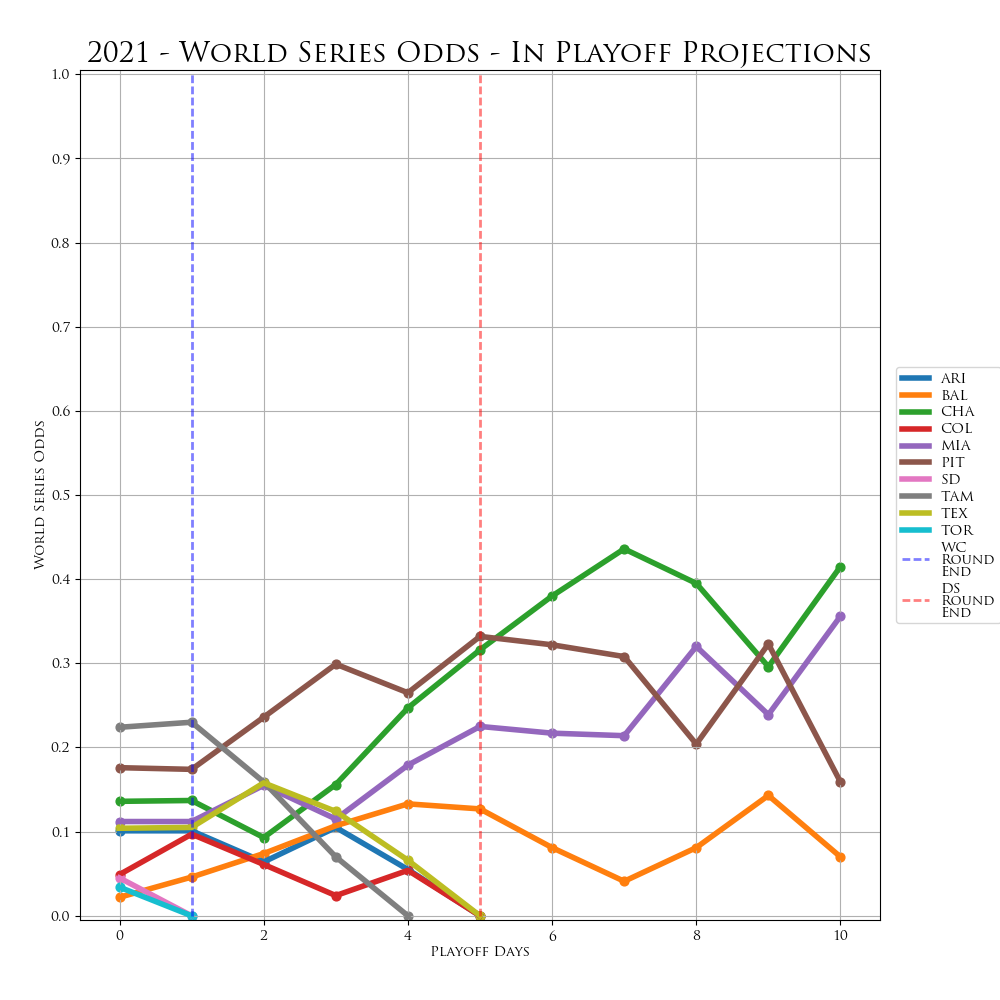 2021 - World Series Odds - In Playoff Projections
1.0
0.9
0.8
0.7
0.6
0.5
0.4
0.3
0.2
0.1
0.0
World Series Odds
0 2 4 6 8 10
Playoff Days
ARI
BAL
CHA
COL
MIA
PIT
SD
TAM
TEX
TOR
WC
Round
End
DS
Round
End